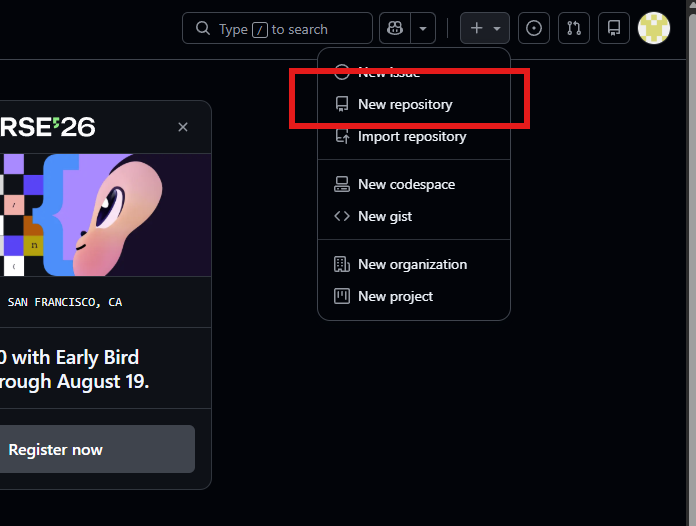 Type / to search
New issue
New repository
Import repository
New codespace
New gist
New organization
New project
RSE'26
/
n
(
SAN FRANCISCO, CA
0 with Early Bird
rough August 19.
Register now